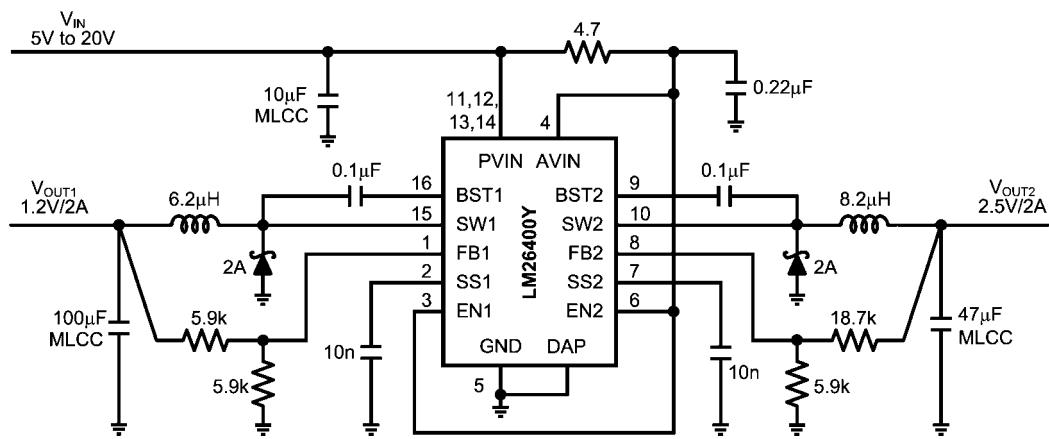 V_IN
5V to 20V
4.7
0.22μF
10μF
MLCC
11,12,
13,14
4
PVIN AVIN
0.1μF
16
BST1
BST2
9
0.1μF
V_OUT1
1.2V/2A
6.2μH
15
SW1
SW2
10
8.2μH
V_OUT2
2.5V/2A
LM26400Y
1
FB1
FB2
8
2A
2A
2
SS1
SS2
7
3
EN1
EN2
6
100μF
MLCC
5.9k
18.7k
47μF
MLCC
10n
GND DAP
10n
5.9k
5
5.9k